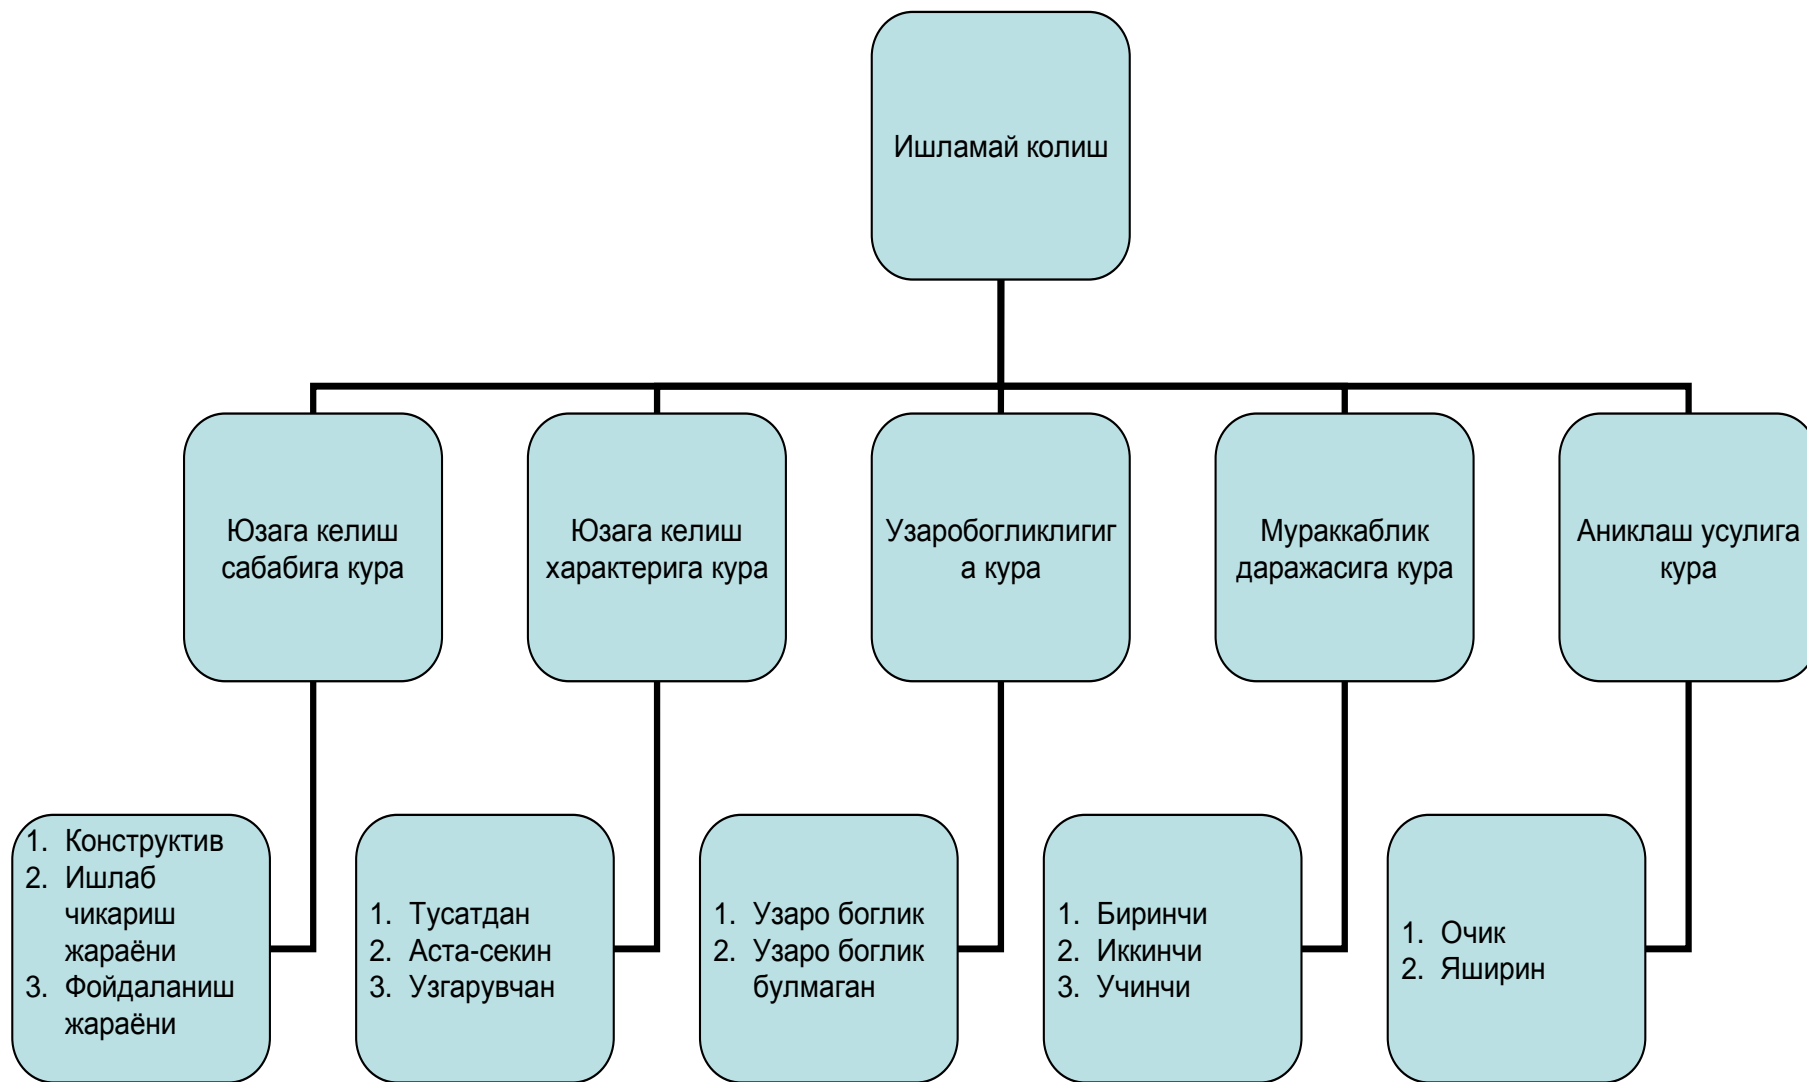 Ишламай колиш
Юзага келиш
сабабига кура
Юзага келиш
характерига кура
Узаробогликлигиг
а кура
Мураккаблик
даражасига кура
Аниклаш усулига
кура
1. Конструктив
2. Ишлаб
чикариш
жараёни
3. Фойдаланиш
жараёни
1. Тусатдан
2. Аста-секин
3. Узгарувчан
1. Узаро боглик
2. Узаро боглик
булмаган
1. Биринчи
2. Иккинчи
3. Учинчи
1. Очик
2. Яширин